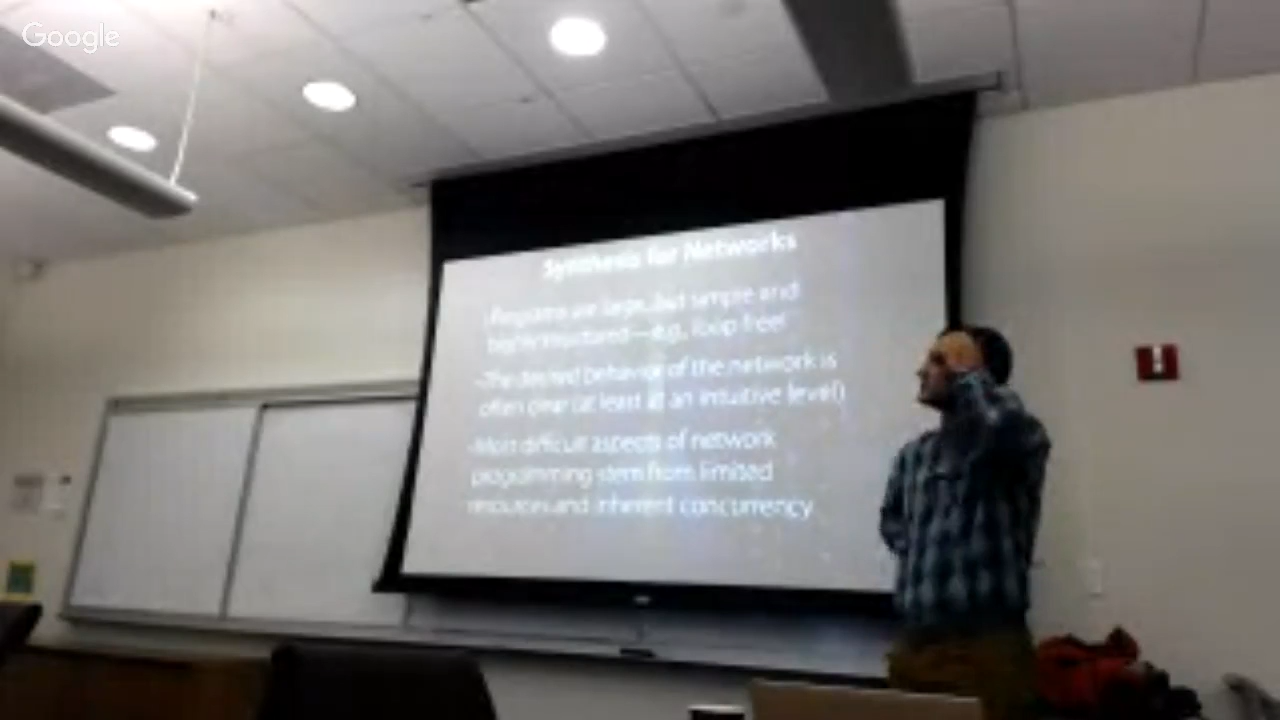 Google
Synthesis for Networks
Programs are large, but simple and
highly structured—e.g., loop free!
-The desired behavior of the network is
often clear (at least at an intuitive level)
-Most difficult aspects of network
programming stem from limited
resources and inherent concurrency